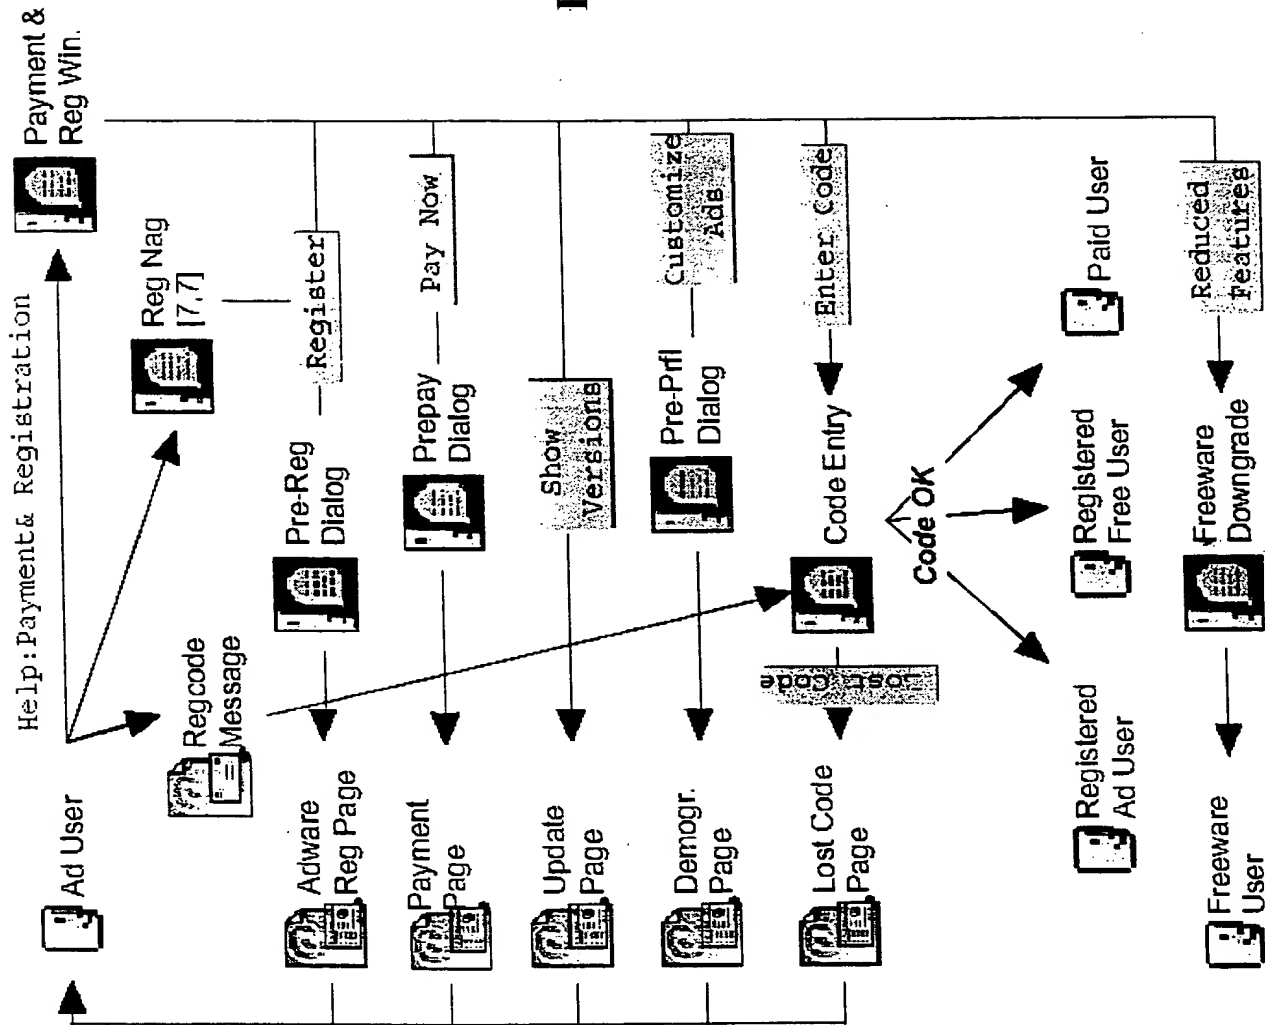 Help:Payment& Registration
Ad User
Payment &
Reg Win.
Regcode
Message
Reg Nag
[7,7]
Adware
Reg Page
Pre-Reg
Dialog
Register
Payment
Page
Prepay
Dialog
Pay Now
Update
Page
Show
Versions
Demogr.
Page
Pre-Prfl
Dialog
Customize
Ads
Lost Code
Page
Lost Code
Code Entry
Enter Code
Code OK
Registered
Ad User
Registered
Free User
Paid User
Freeware
User
Freeware
Downgrade
Reduced
Features